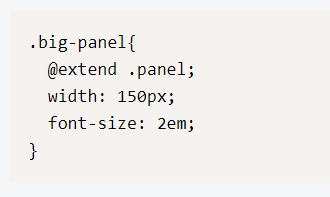 .big-panel{
  @extend .panel;
  width: 150px;
  font-size: 2em;
}